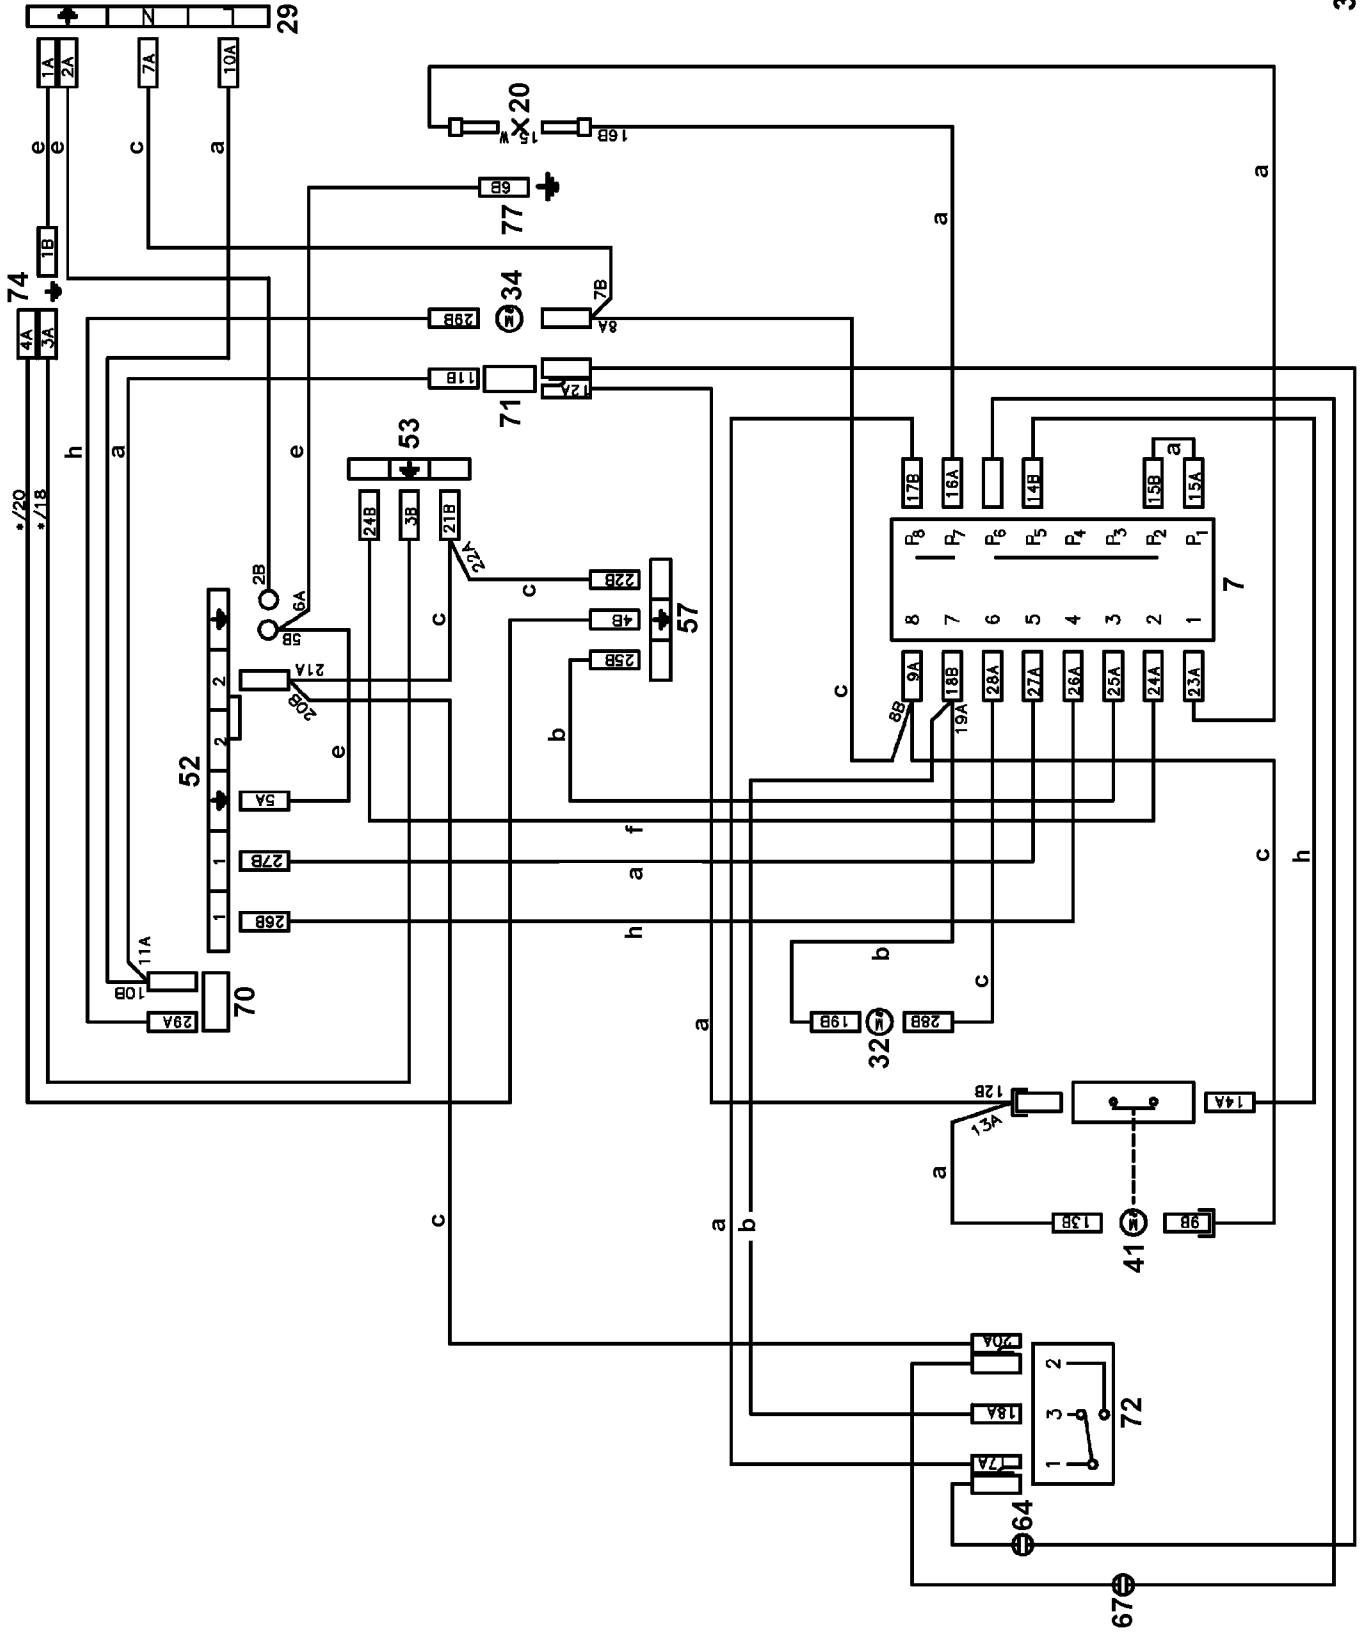 29
N
L
1A
2A
7A
10A
3
e
e
c
a
20
15 W
16B
a
6B
77
a
1B
74
4A
3A
29B
34
7B
8A
11B
71
12A
h
a
e
*/20
*/18
53
24B
3B
21B
22A
c
c
22B
4B
25B
57
17B
16A
14B
15B
15A
a
P8
P7
P6
P5
P4
P3
P2
P1
8
7
6
5
4
3
2
1
7
9A
18B
28A
27A
26A
25A
24A
23A
8B
19A
2B
6A
5B
21A
20B
2
2
1
1
52
5A
27B
26B
e
c
b
f
a
h
c
h
11A
10B
29A
70
b
c
a
19B
32
28B
12B
13A
14A
a
13B
41
9B
c
a
b
20A
18A
17A
2
3
1
72
64
67